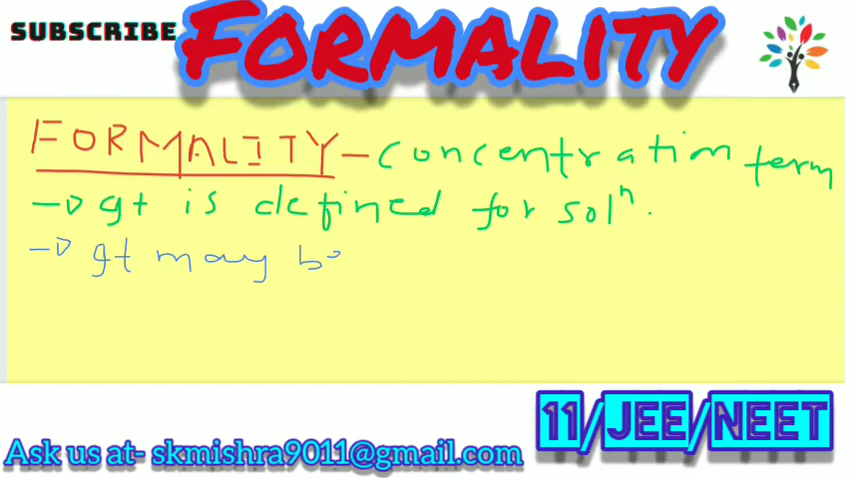 SUBSCRIBE
FORMALITY
FORMALITY - Concentration term
→ It is defined for solⁿ.
→ It may be
11/JEE/NEET
Ask us at- skmishra9011@gmail.com